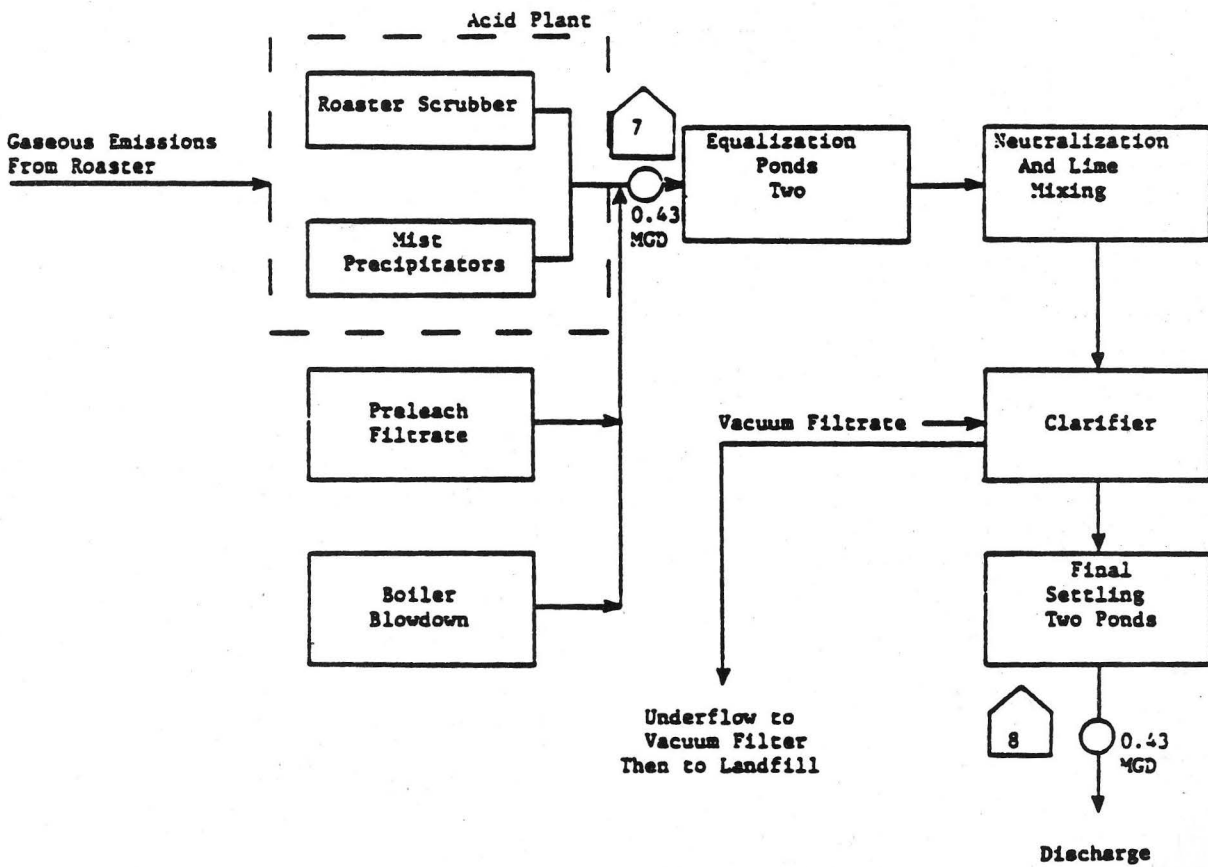 Acid Plant
Roaster Scrubber
Gaseous Emissions
From Roaster
Mist
Precipitators
7
0.43
MGD
Equalization
Ponds
Two
Neutralization
And Lime
Mixing
Preleach
Filtrate
Vacuum Filtrate
Clarifier
Boiler
Blowdown
Final
Settling
Two Ponds
Underflow to
Vacuum Filter
Then to Landfill
8
0.43
MGD
Discharge